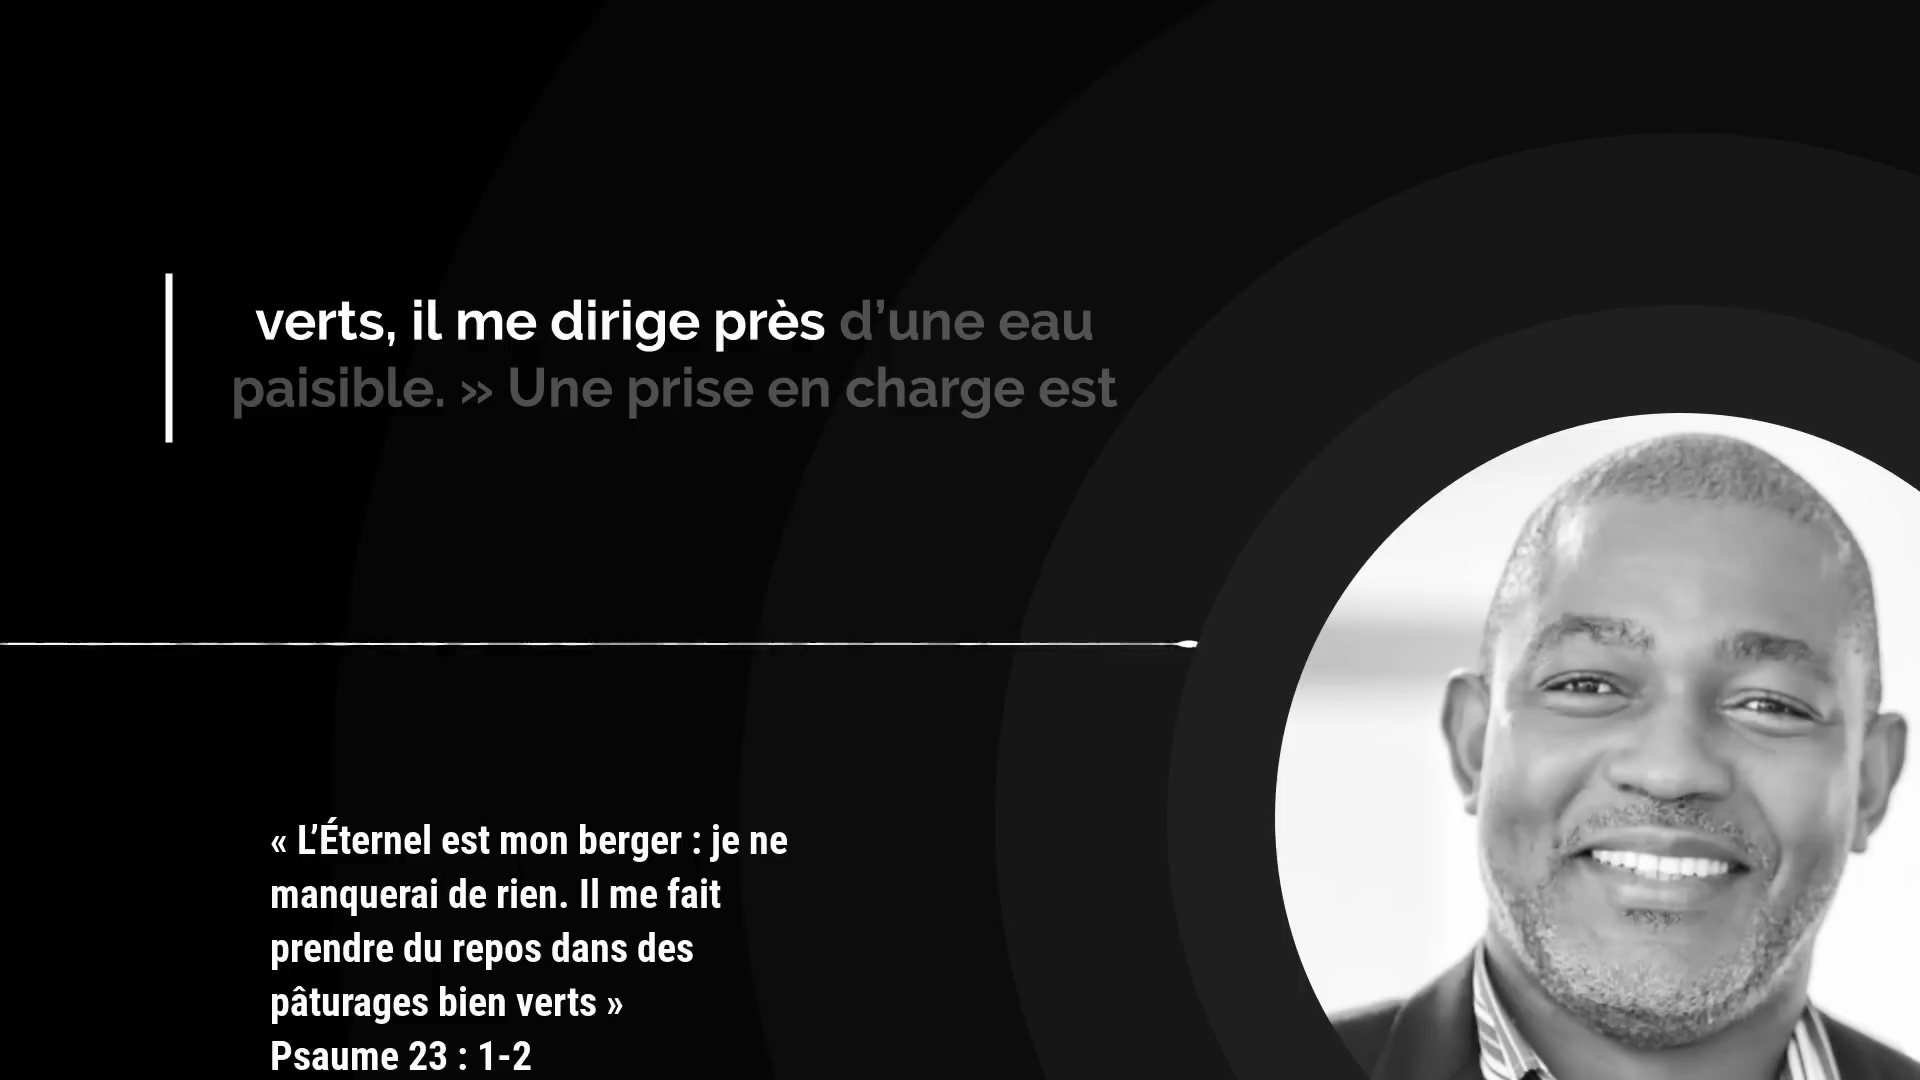 verts, il me dirige près d’une eau
paisible. » Une prise en charge est
« L’Éternel est mon berger : je ne
manquerai de rien. Il me fait
prendre du repos dans des
pâturages bien verts »
Psaume 23 : 1-2